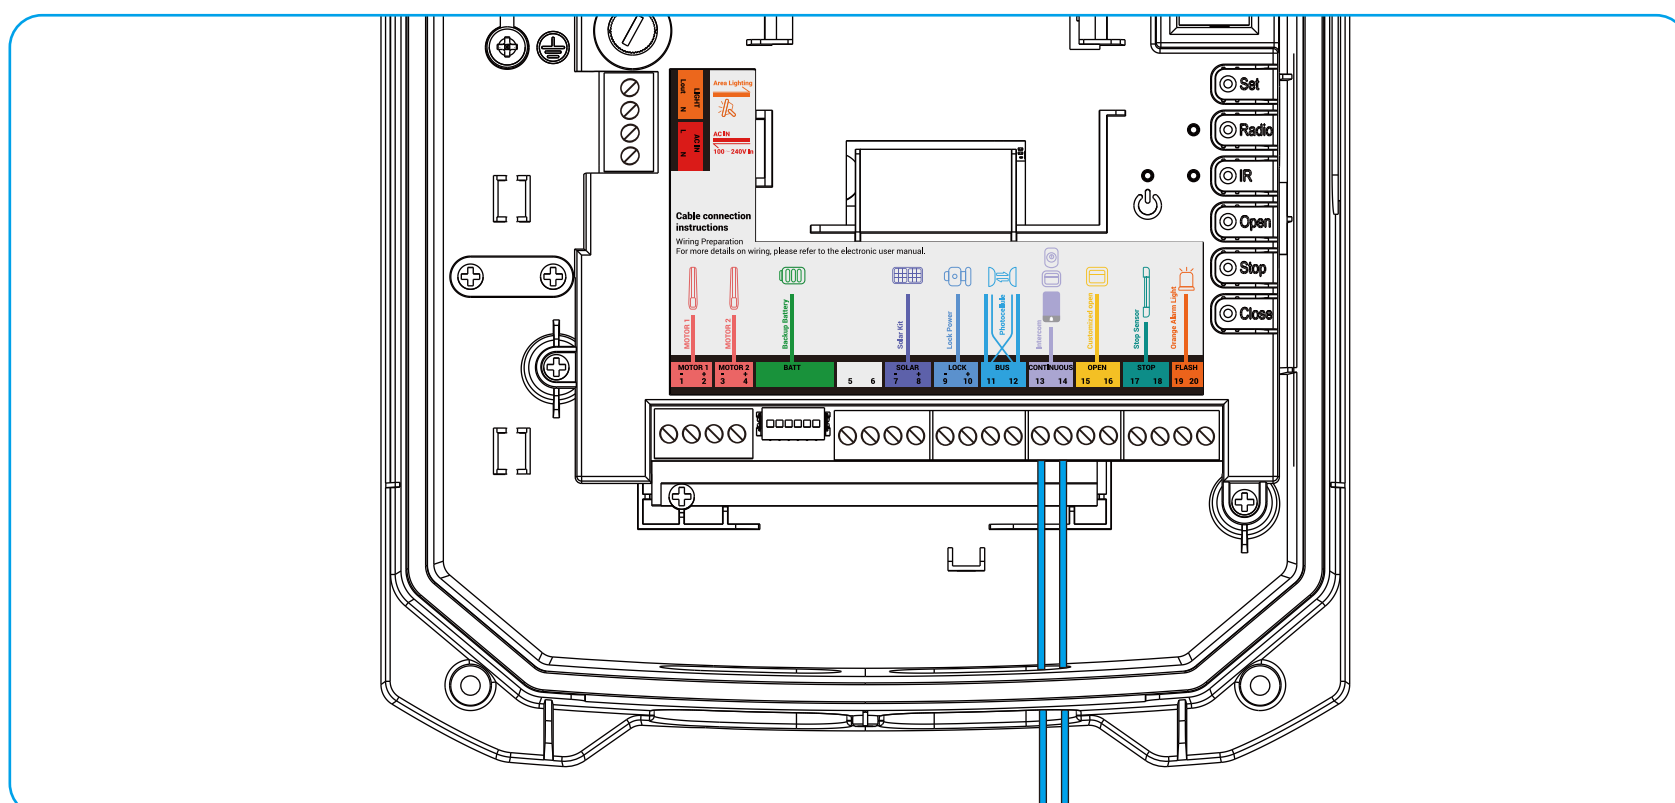 Set
Radio
IR
Open
Stop
Close
LIGHT
Lout N
Area Lighting
AC IN
L N
AC IN
100-240V In
Cable connection
instructions
Wiring Preparation
For more details on wiring, please refer to the electronic user manual.
MOTOR 1
MOTOR 2
Backup Battery
Solar Kit
Lock Power
Photocellule
Intercom
Customized open
Stop Sensor
Orange Alarm Light
MOTOR 1 MOTOR 2 BATT SOLAR LOCK BUS CONTINUOUS OPEN STOP FLASH
- + - + - + - +
1 2 3 4 5 6 7 8 9 10 11 12 13 14 15 16 17 18 19 20